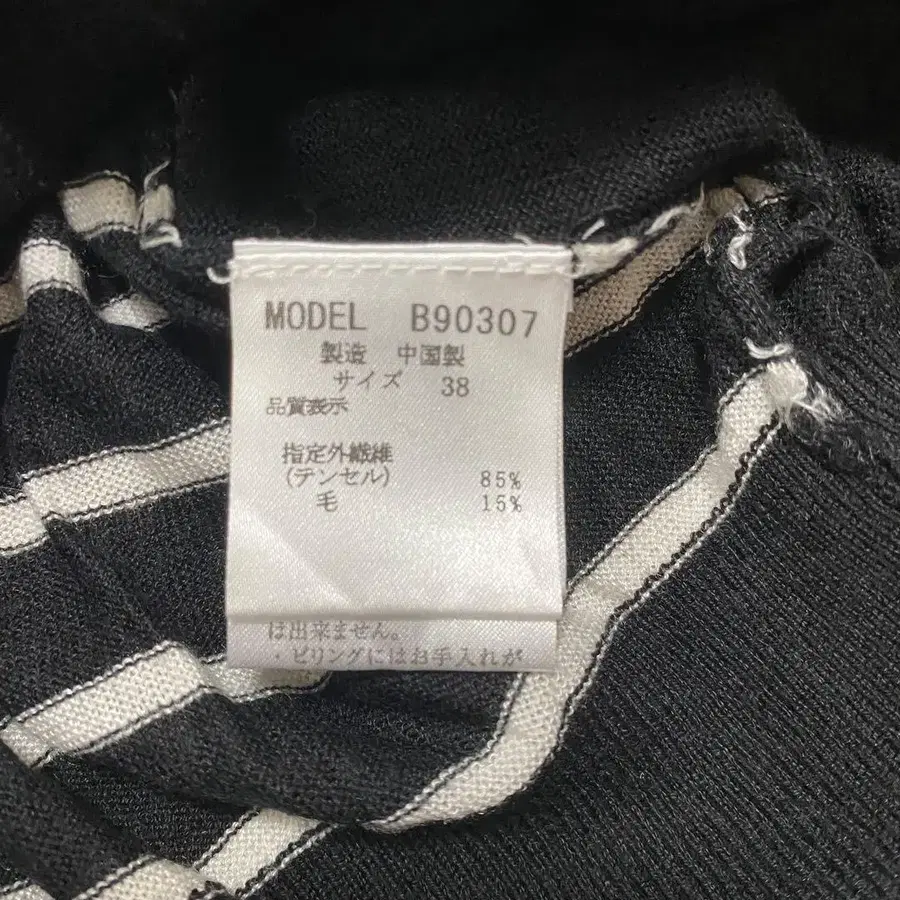 MODEL B90307
製造 中国製
サイズ 38
品質表示
指定外繊維
(テンセル) 85%
毛 15%
は出来ません。
・ピリングにはお手入れが